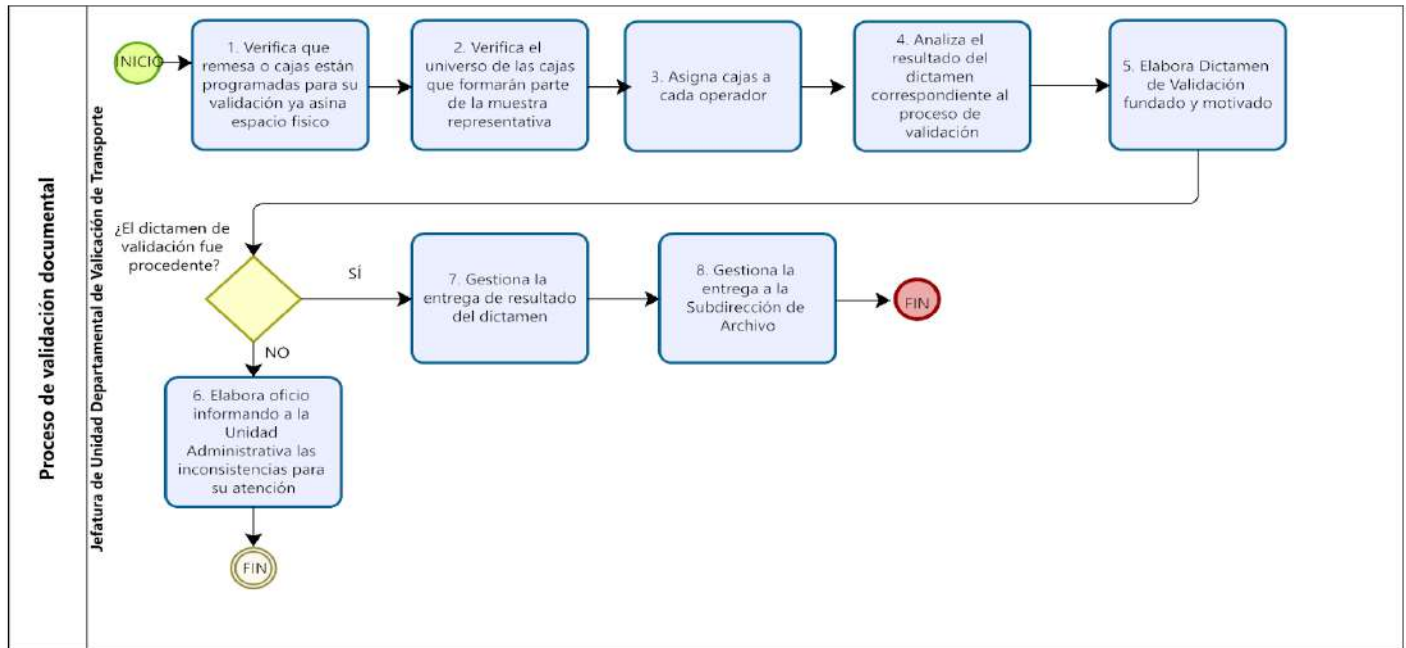 Proceso de validación documental
Jefatura de Unidad Departamental de Valicación de Transporte
INICIO
1. Verifica que
remesa o cajas están
programadas para su
validación ya asina
espacio fisico
2. Verifica el
universo de las cajas
que formarán parte
de la muestra
representativa
3. Asigna cajas a
cada operador
4. Analiza el
resultado del
dictamen
correspondiente al
proceso de
validación
5. Elabora Dictamen
de Validación
fundado y motivado
¿El dictamen de
validación fue
procedente?
SÍ
7. Gestiona la
entrega de resultado
del dictamen
8. Gestiona la
entrega a la
Subdirección de
Archivo
FIN
NO
6. Elabora oficio
informando a la
Unidad
Administrativa las
inconsistencias para
su atención
FIN